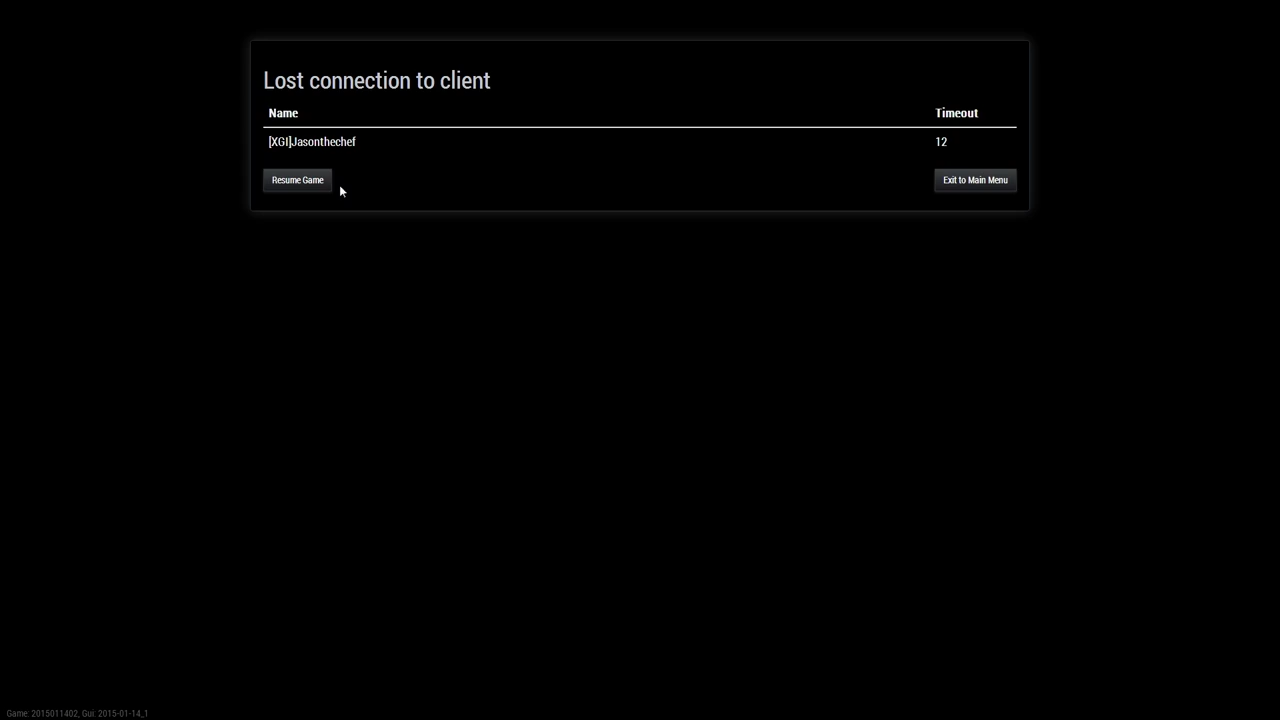 Lost connection to client
Name Timeout
[XGI]Jasonthechef 12
Resume Game Exit to Main Menu
Game: 2015011402, Gui: 2015-01-14_1